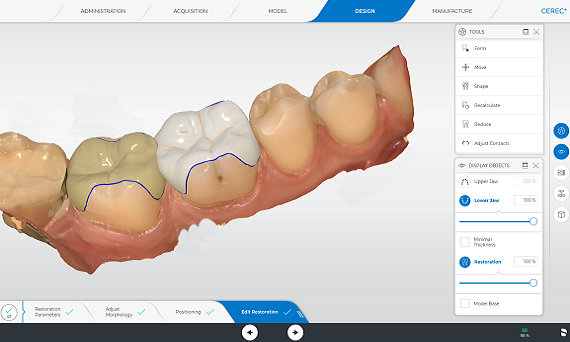 ADMINISTRATION
ACQUISITION
MODEL
DESIGN
MANUFACTURE
CEREC
TOOLS
Form
Move
Shape
Recalculate
Reduce
Adjust Contacts
DISPLAY OBJECTS
Upper Jaw 100%
Lower Jaw 100%
Minimal
Thickness
Restoration 100%
Model Base
Restoration
Parameters
Adjust
Morphology
Positioning
Edit Restoration